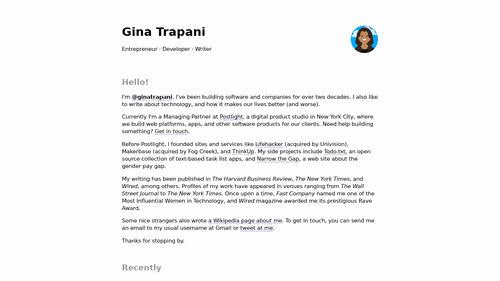 Gina Trapani
Entrepreneur · Developer · Writer
Hello!
I'm @ginatrapani. I've been building software and companies for over two decades. I also like
to write about technology, and how it makes our lives better (and worse).
Currently I'm a Managing Partner at Postlight, a digital product studio in New York City, where
we build web platforms, apps, and other software products for our clients. Need help building
something? Get in touch.
Before Postlight, I founded sites and services like Lifehacker (acquired by Univision),
Makerbase (acquired by Fog Creek), and ThinkUp. My side projects include Todo.txt, an open
source collection of text-based task list apps, and Narrow the Gap, a web site about the
gender pay gap.
My writing has been published in The Harvard Business Review, The New York Times, and
Wired, among others. Profiles of my work have appeared in venues ranging from The Wall
Street Journal to The New York Times. Once upon a time, Fast Company named me one of the
Most Influential Women in Technology, and Wired magazine awarded me its prestigious Rave
Award.
Some nice strangers also wrote a Wikipedia page about me. To get in touch, you can send me
an email to my usual username at Gmail or tweet at me.
Thanks for stopping by.
Recently